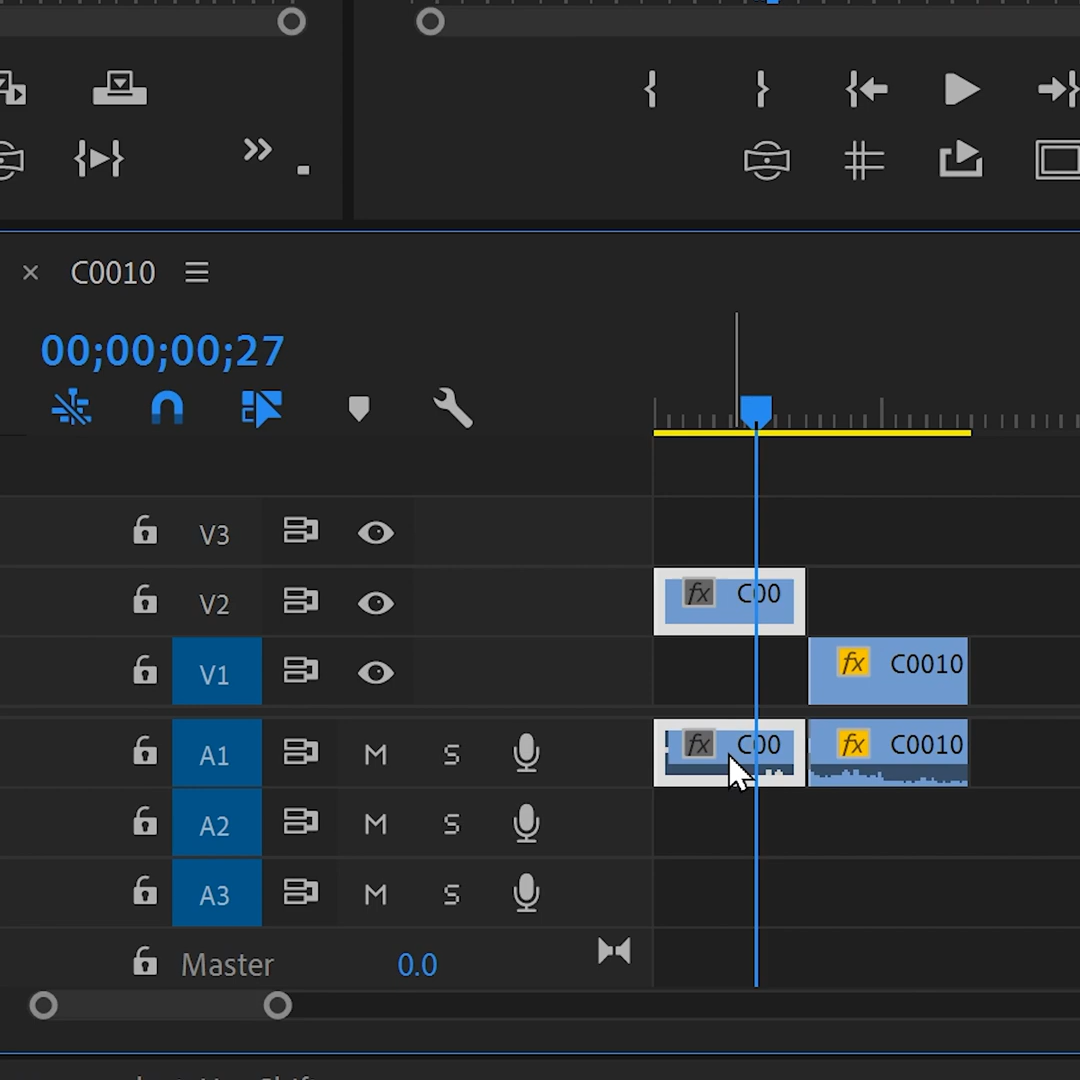 C0010
00;00;00;27
V3
V2
fx C00
V1
fx C0010
A1 M S
fx C00
fx C0010
A2 M S
A3 M S
Master 0.0